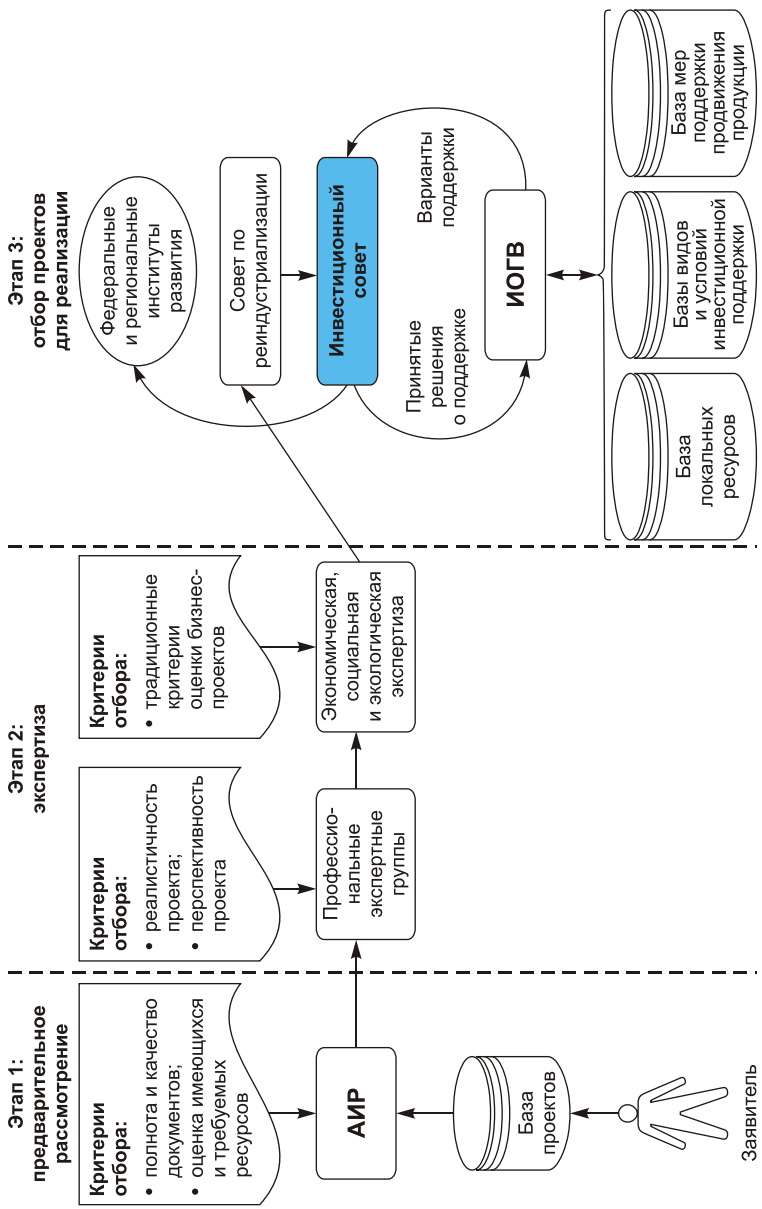 Этап 1:
предварительное
рассмотрение
Критерии
отбора:
• полнота и качество
документов;
• оценка имеющихся
и требуемых
ресурсов
АИР
База
проектов
Заявитель
Этап 2:
экспертиза
Критерии
отбора:
• реалистичность
проекта;
• перспективность
проекта
Профессио-
нальные
экспертные
группы
Критерии
отбора:
• традиционные
критерии
оценки бизнес-
проектов
Экономическая,
социальная
и экологическая
экспертиза
Этап 3:
отбор проектов
для реализации
Федеральные
и региональные
институты
развития
Совет по
реиндустриализации
Инвестиционный
совет
Принятые
решения
о поддержке
Варианты
поддержки
ИОГВ
База
локальных
ресурсов
Базы видов
и условий
инвестиционной
поддержки
База мер
поддержки
продвижения
продукции